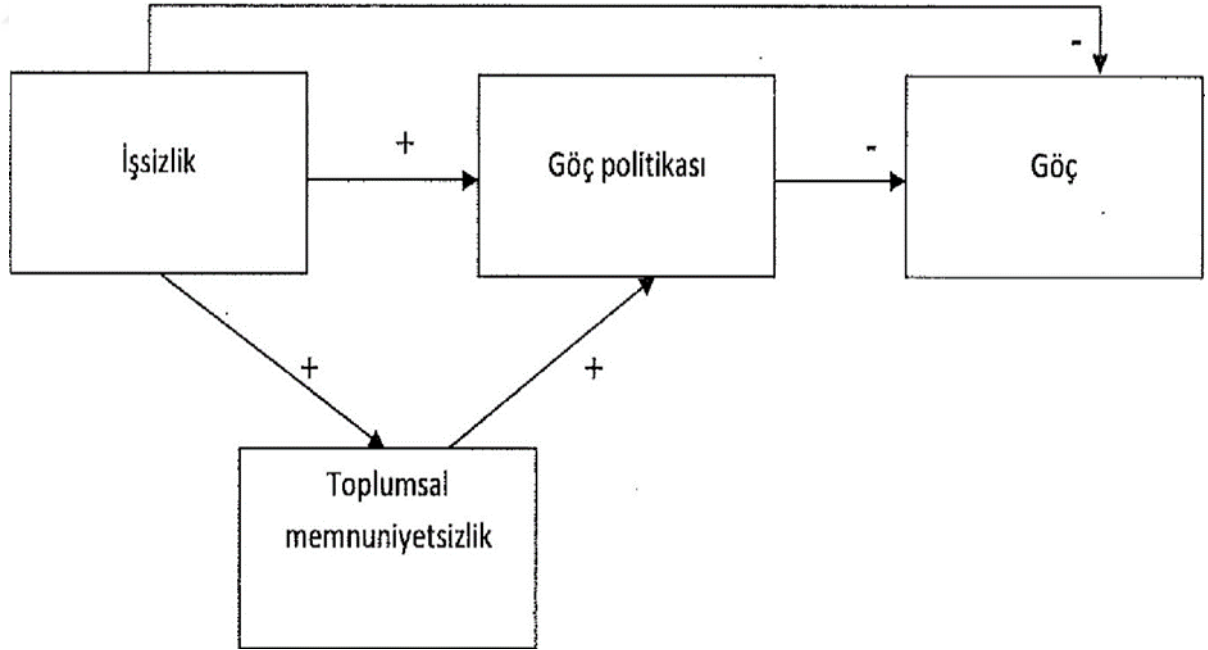 -
İşsizlik
+
Göç politikası
-
Göç
+
+
Toplumsal
memnuniyetsizlik